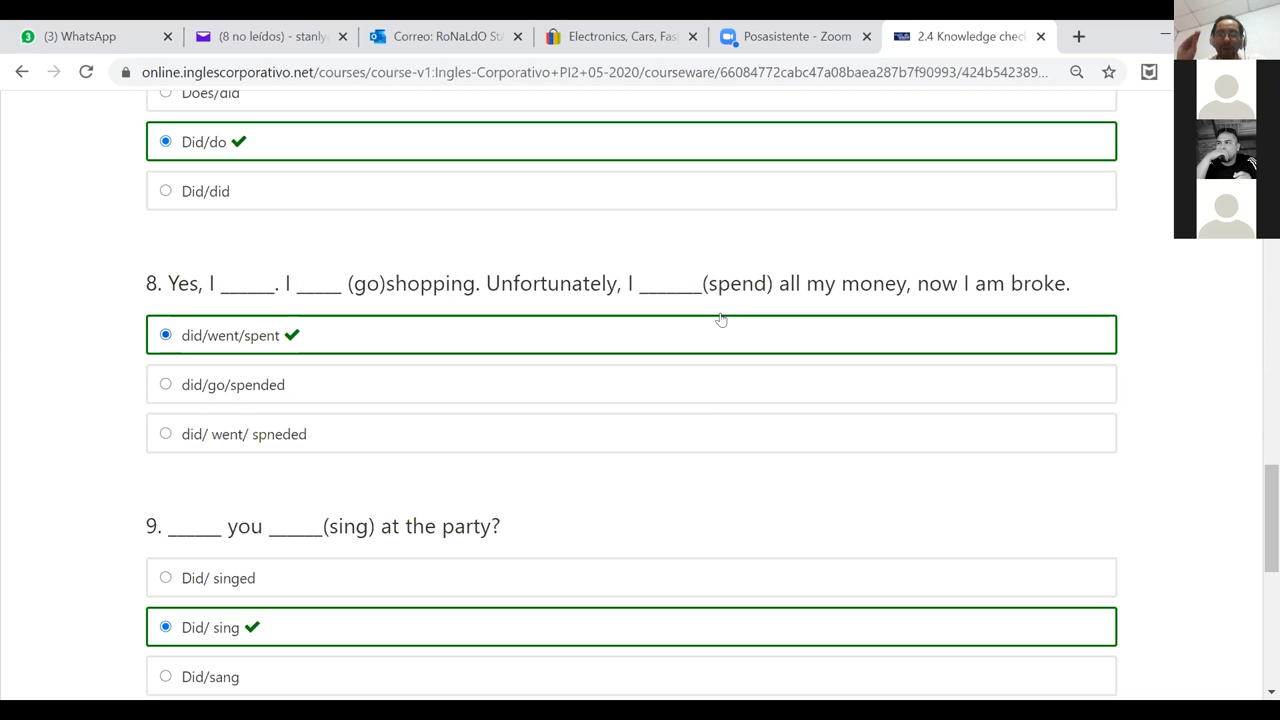 (3) WhatsApp
(8 no leídos) - stanly
Correo: RoNaLdO St
Electronics, Cars, Fas
Posasistente - Zoom
2.4 Knowledge chec
online.inglescorporativo.net/courses/course-v1:Ingles-Corporativo+PI2+05-2020/courseware/66084772cabc47a08baea287b7f90993/424b542389...
Does/did
Did/do
Did/did
8. Yes, I ______. I _____ (go)shopping. Unfortunately, I _______(spend) all my money, now I am broke.
did/went/spent
did/go/spended
did/ went/ spneded
9. ______ you ______(sing) at the party?
Did/ singed
Did/ sing
Did/sang